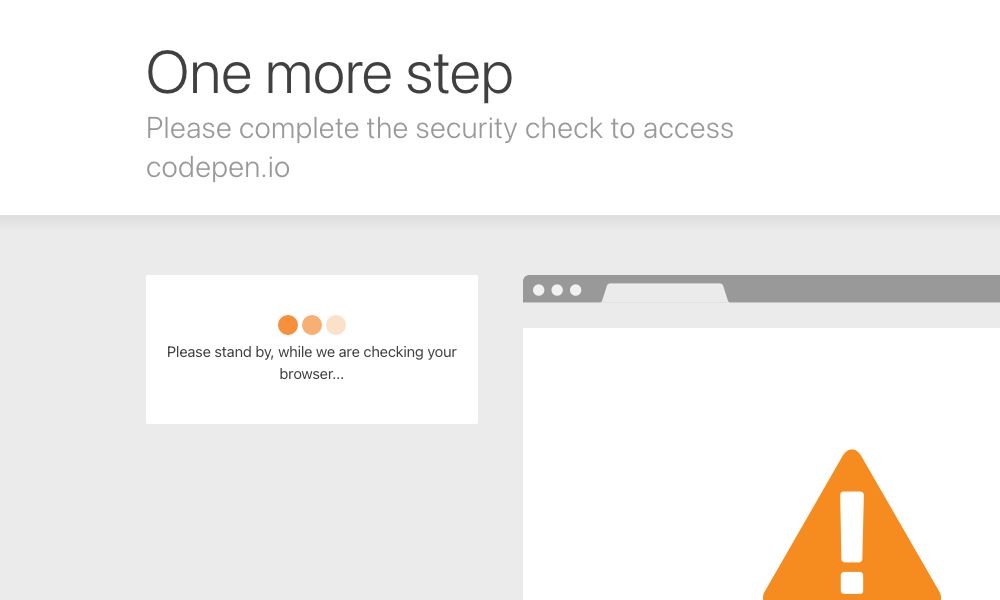 One more step
Please complete the security check to access
codepen.io
Please stand by, while we are checking your
browser...